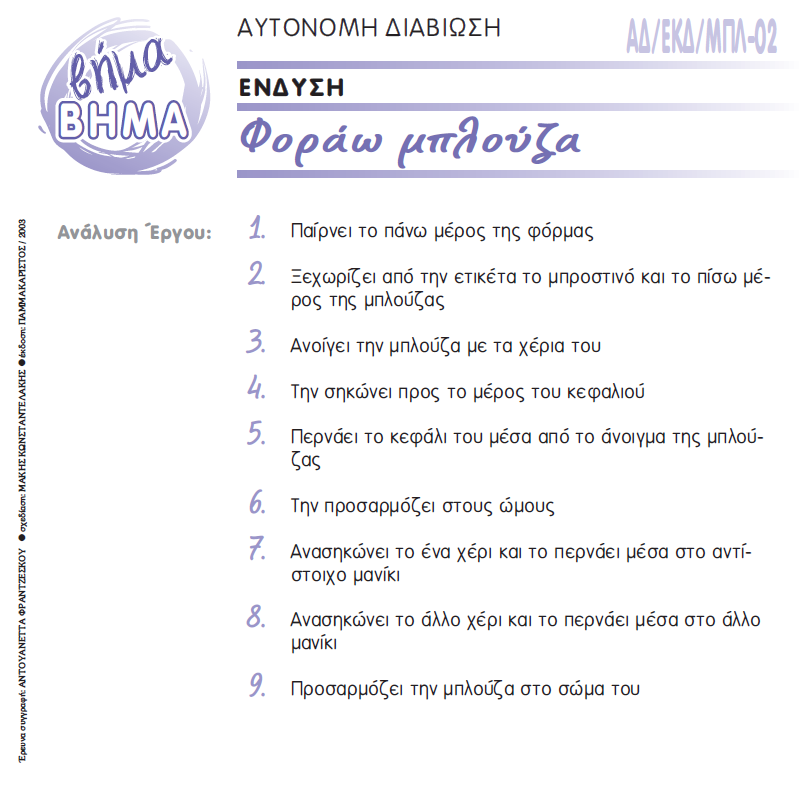 βήμα
ΒΗΜΑ
ΑΥΤΟΝΟΜΗ ΔΙΑΒΙΩΣΗ
ΑΔ/ΕΚΔ/ΜΠΛ-02
ΕΝΔΥΣΗ
Φοράω μπλούζα
Ανάλυση Έργου:
1. Παίρνει το πάνω μέρος της φόρμας
2. Ξεχωρίζει από την ετικέτα το μπροστινό και το πίσω μέ-
ρος της μπλούζας
3. Ανοίγει την μπλούζα με τα χέρια του
4. Την σηκώνει προς το μέρος του κεφαλιού
5. Περνάει το κεφάλι του μέσα από το άνοιγμα της μπλού-
ζας
6. Την προσαρμόζει στους ώμους
7. Ανασηκώνει το ένα χέρι και το περνάει μέσα στο αντί-
στοιχο μανίκι
8. Ανασηκώνει το άλλο χέρι και το περνάει μέσα στο άλλο
μανίκι
9. Προσαρμόζει την μπλούζα στο σώμα του
Έρευνα συγγραφή: ΑΝΤΟΥΑΝΕΤΤΑ ΦΡΑΝΤΖΕΣΚΟΥ ● σχεδίαση: ΜΑΚΗΣ ΚΩΝΣΤΑΝΤΕΛΑΚΗΣ ● έκδοση: ΠΑΜΜΑΚΑΡΙΣΤΟΣ / 2003